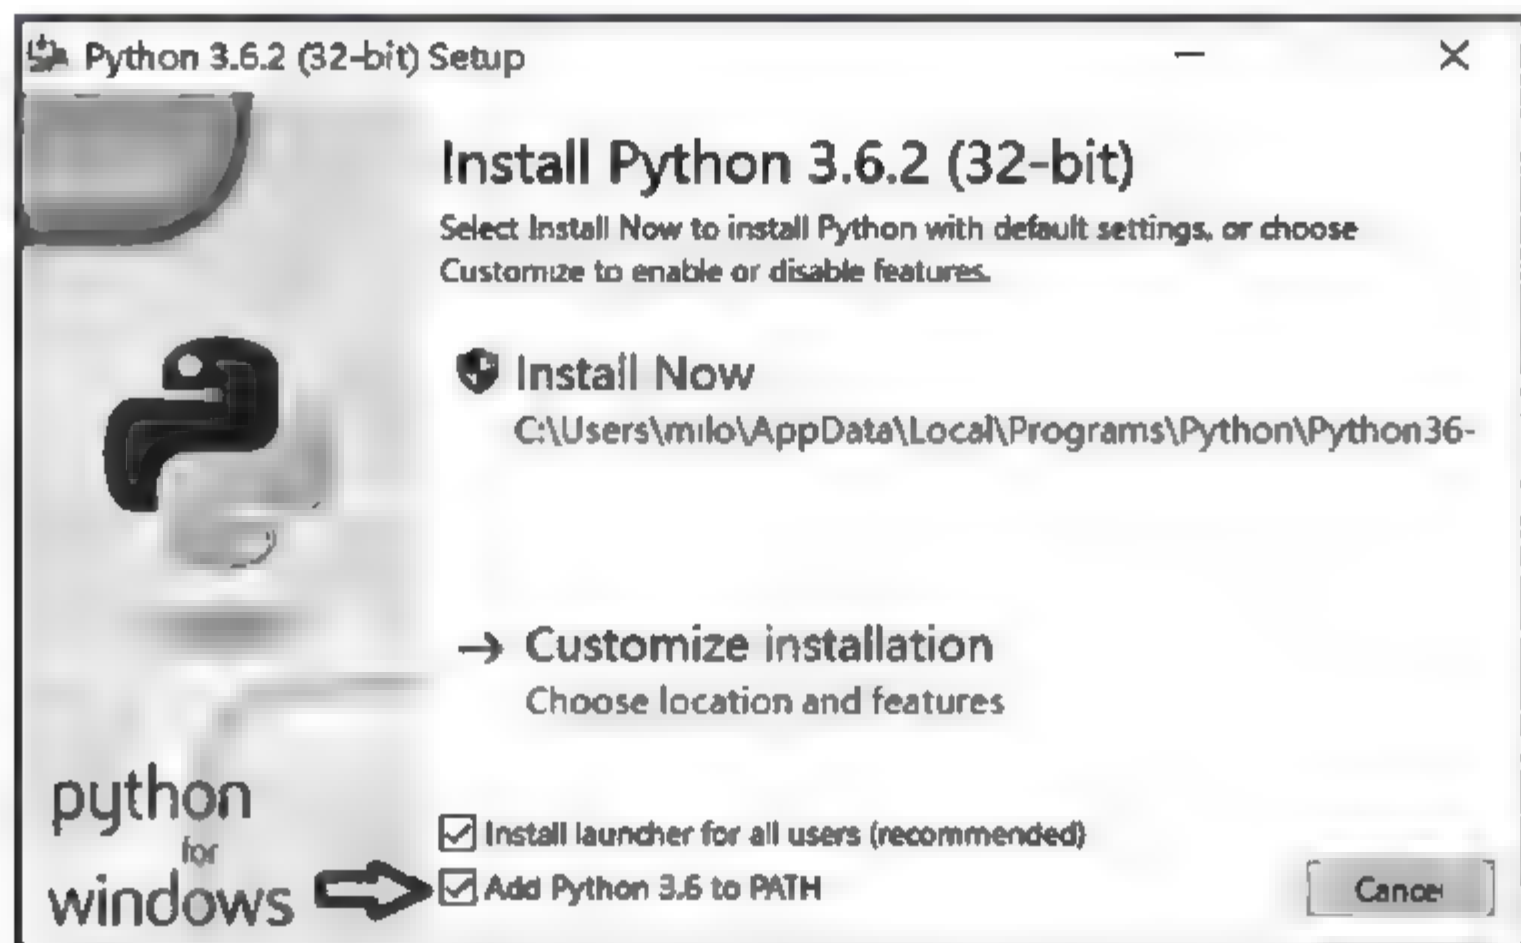 Python 3.6.2 (32-bit) Setup
Install Python 3.6.2 (32-bit)
Select Install Now to install Python with default settings, or choose
Customize to enable or disable features.
Install Now
C:\Users\milo\AppData\Local\Programs\Python\Python36-
Customize installation
Choose location and features
python
for
windows
Install launcher for all users (recommended)
Add Python 3.6 to PATH
Cancel